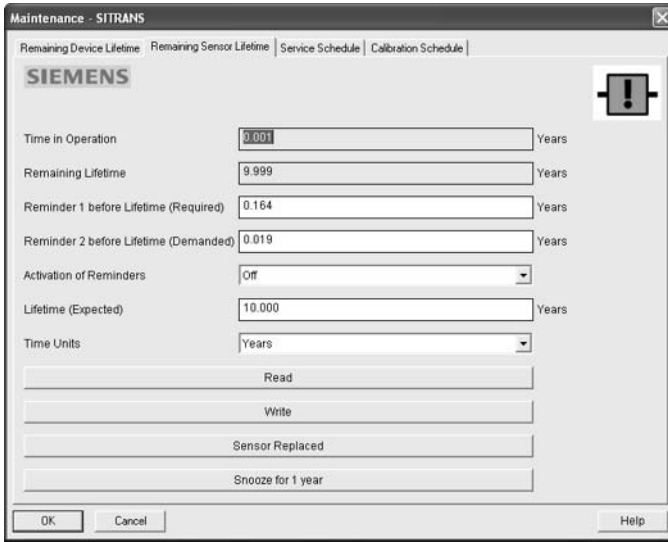 Maintenance - SITRANS
Remaining Device Lifetime Remaining Sensor Lifetime Service Schedule Calibration Schedule
SIEMENS
Time in Operation 0.001 Years
Remaining Lifetime 9.999 Years
Reminder 1 before Lifetime (Required) 0.164 Years
Reminder 2 before Lifetime (Demanded) 0.019 Years
Activation of Reminders Off
Lifetime (Expected) 10.000 Years
Time Units Years
Read
Write
Sensor Replaced
Snooze for 1 year
OK Cancel Help